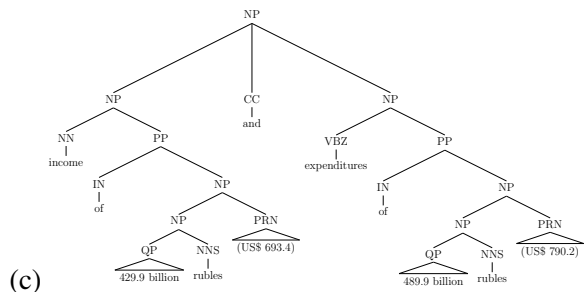 NP
NP CC NP
and
NN PP VBZ PP
income expenditures
IN NP IN NP
of of
NP PRN NP PRN
(US$ 693.4) (US$ 790.2)
QP NNS QP NNS
429.9 billion rubles 489.9 billion rubles
(c)